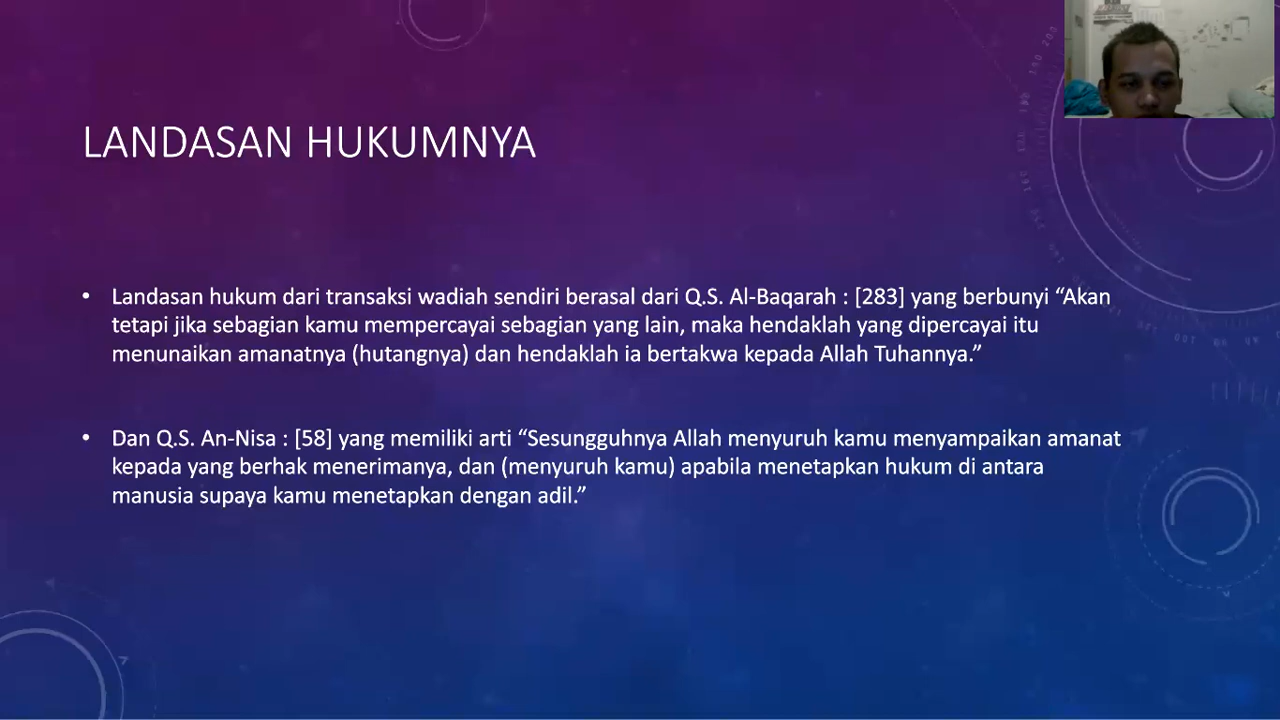 LANDASAN HUKUMNYA
• Landasan hukum dari transaksi wadiah sendiri berasal dari Q.S. Al-Baqarah : [283] yang berbunyi “Akan
tetapi jika sebagian kamu mempercayai sebagian yang lain, maka hendaklah yang dipercayai itu
menunaikan amanatnya (hutangnya) dan hendaklah ia bertakwa kepada Allah Tuhannya.”
• Dan Q.S. An-Nisa : [58] yang memiliki arti “Sesungguhnya Allah menyuruh kamu menyampaikan amanat
kepada yang berhak menerimanya, dan (menyuruh kamu) apabila menetapkan hukum di antara
manusia supaya kamu menetapkan dengan adil.”